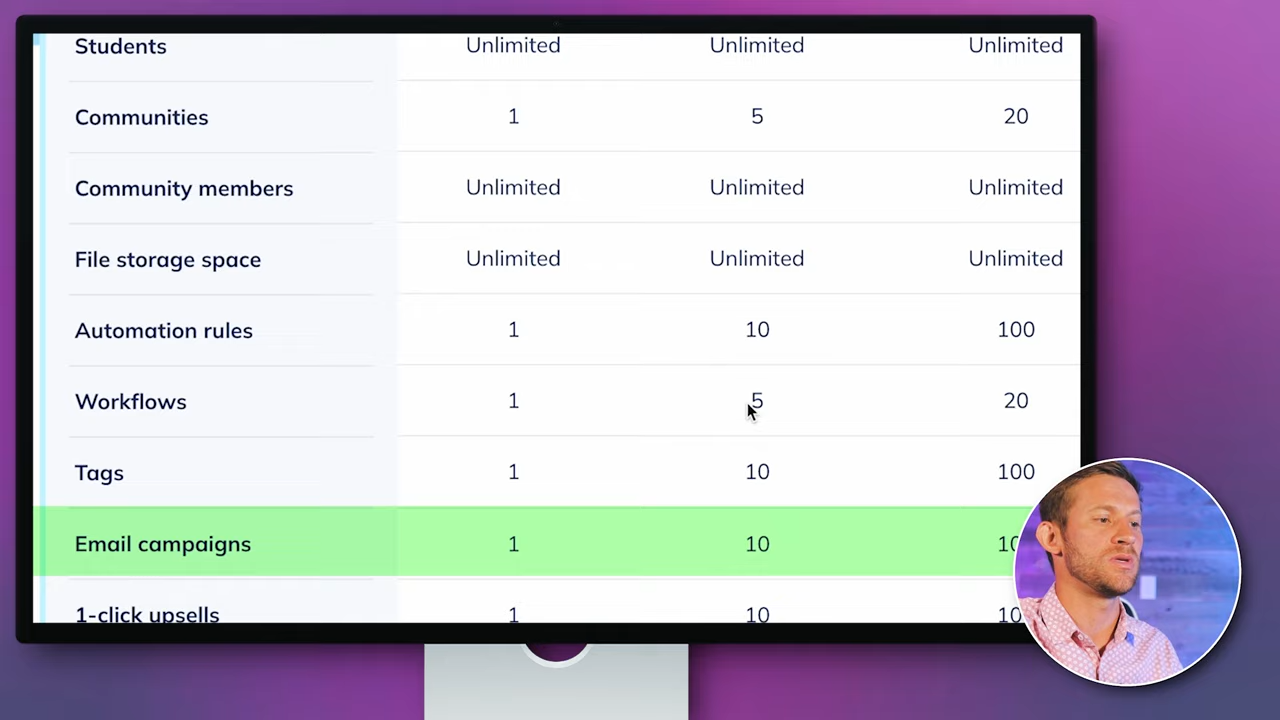 Students Unlimited Unlimited Unlimited
Communities 1 5 20
Community members Unlimited Unlimited Unlimited
File storage space Unlimited Unlimited Unlimited
Automation rules 1 10 100
Workflows 1 5 20
Tags 1 10 100
Email campaigns 1 10
1-click upsells 1 10